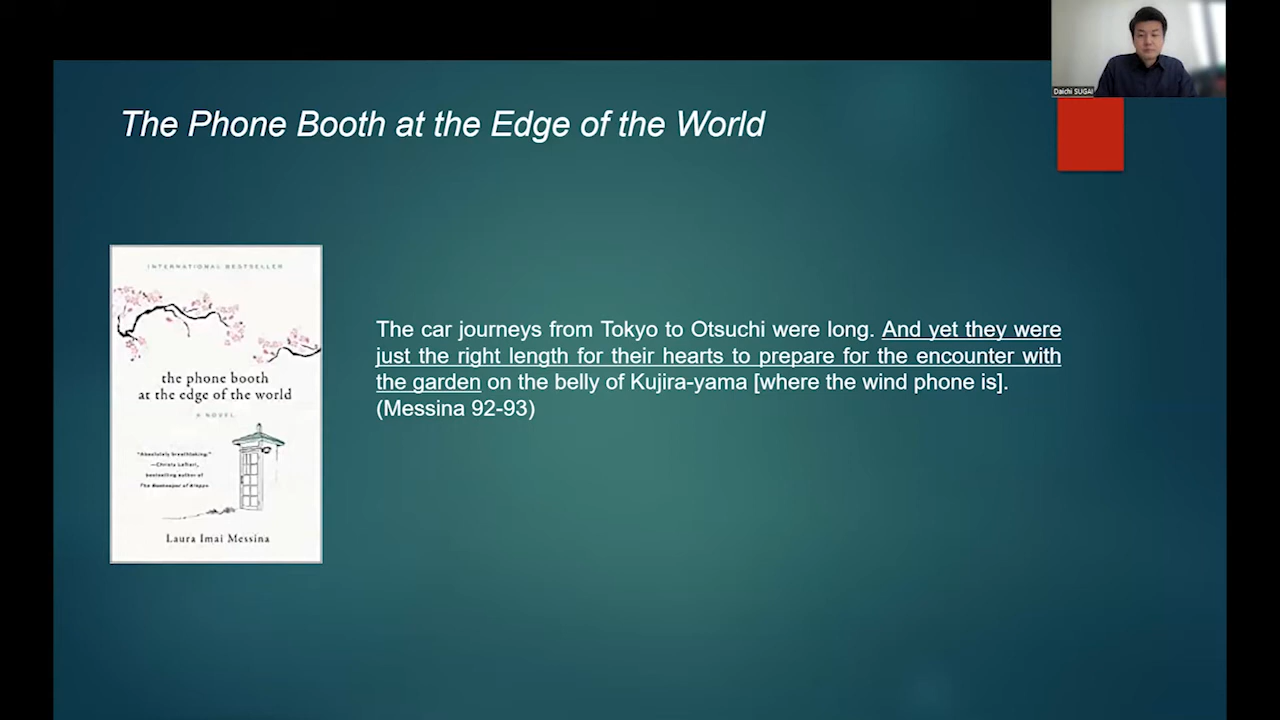 Daichi SUGAI
The Phone Booth at the Edge of the World
INTERNATIONAL BESTSELLER
the phone booth
at the edge of the world
A NOVEL
"Absolutely breathtaking."
—Christy Lefteri,
bestselling author of
The Beekeeper of Aleppo
Laura Imai Messina
The car journeys from Tokyo to Otsuchi were long. And yet they were
just the right length for their hearts to prepare for the encounter with
the garden on the belly of Kujira-yama [where the wind phone is].
(Messina 92-93)